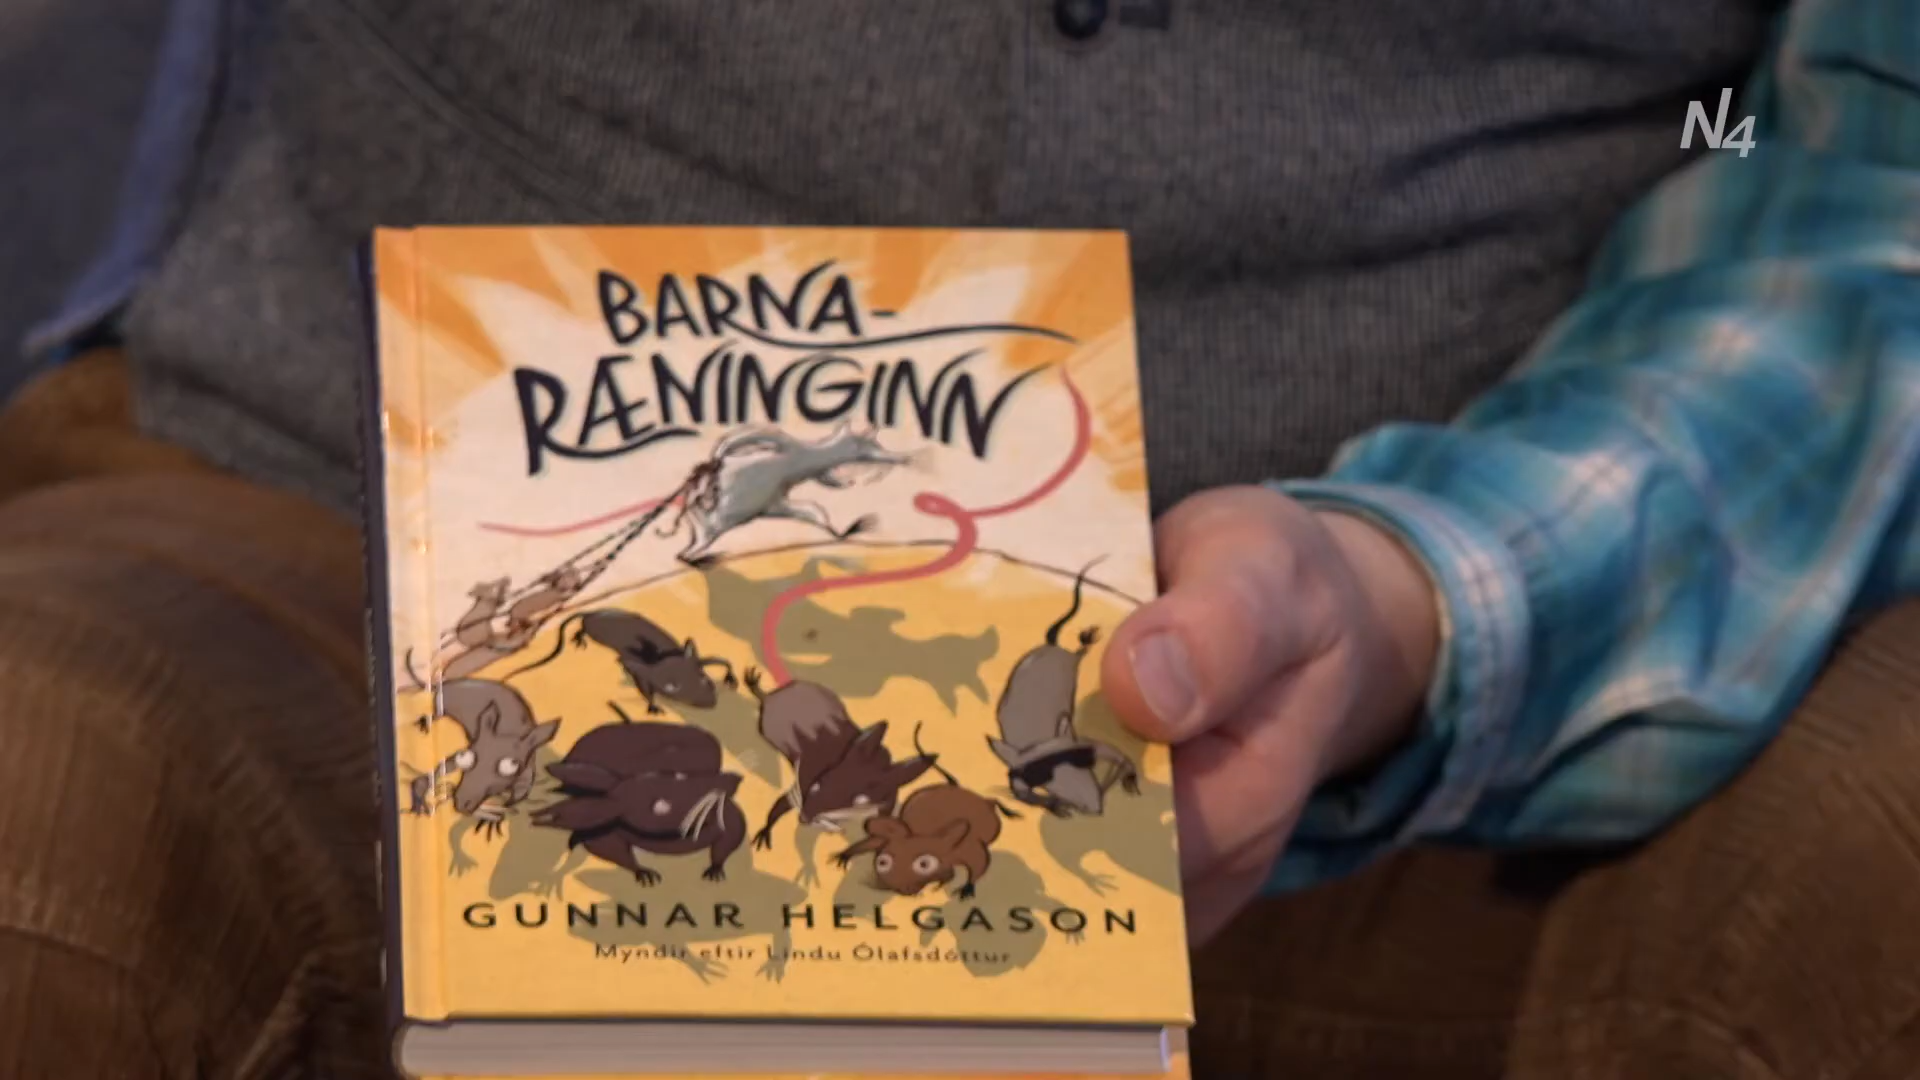 N4
BARNA-
RÆNINGINN
GUNNAR HELGASON
Myndir eftir Lindu Ólafsdóttur